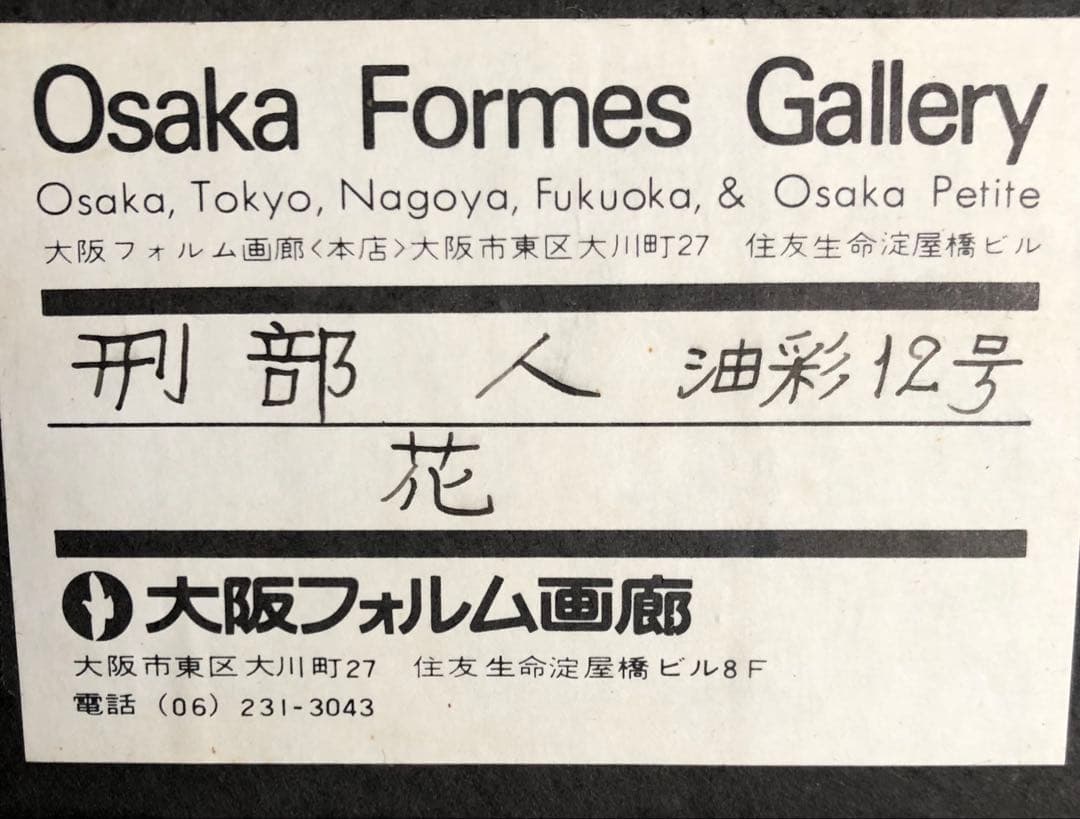 Osaka Formes Gallery
Osaka, Tokyo, Nagoya, Fukuoka, & Osaka Petite
大阪フォルム画廊<本店>大阪市東区大川町27 住友生命淀屋橋ビル
刑部 人 油彩12号
花
大阪フォルム画廊
大阪市東区大川町27 住友生命淀屋橋ビル8F
電話 (06) 231-3043